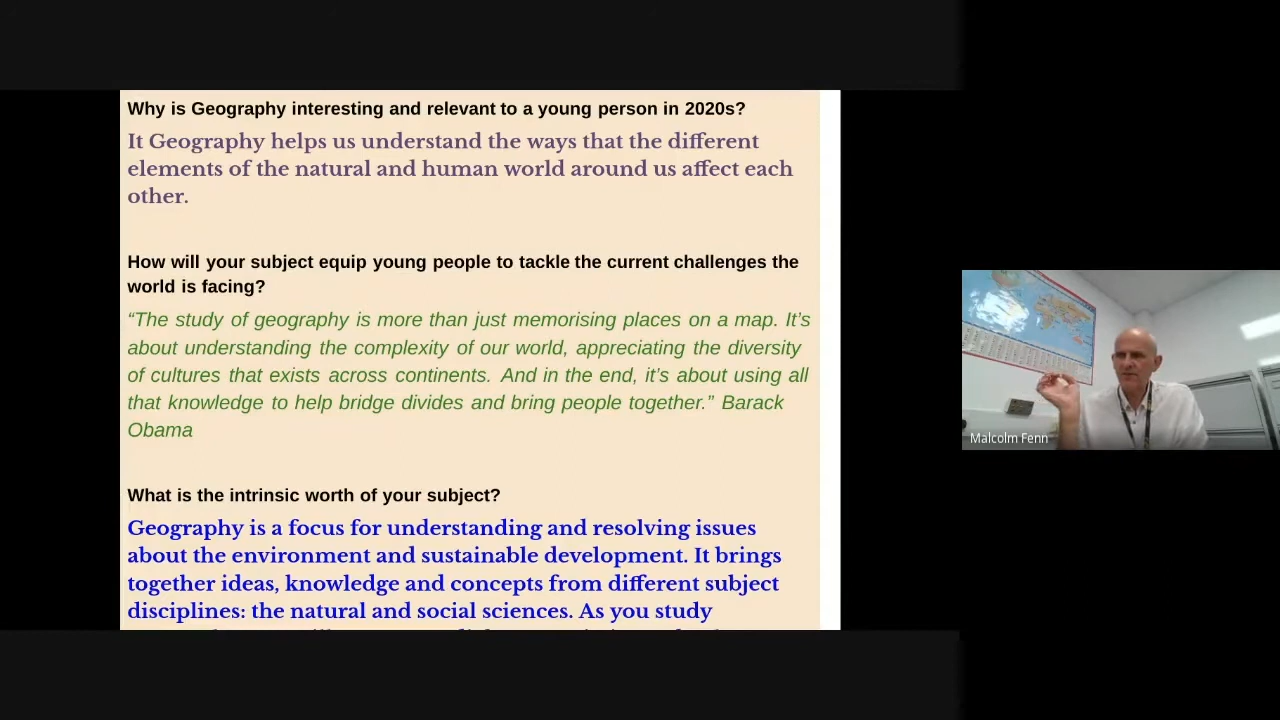 Why is Geography interesting and relevant to a young person in 2020s?
It Geography helps us understand the ways that the different
elements of the natural and human world around us affect each
other.
How will your subject equip young people to tackle the current challenges the
world is facing?
“The study of geography is more than just memorising places on a map. It’s
about understanding the complexity of our world, appreciating the diversity
of cultures that exists across continents. And in the end, it’s about using all
that knowledge to help bridge divides and bring people together.” Barack
Obama
What is the intrinsic worth of your subject?
Geography is a focus for understanding and resolving issues
about the environment and sustainable development. It brings
together ideas, knowledge and concepts from different subject
disciplines: the natural and social sciences. As you study
Malcolm Fenn